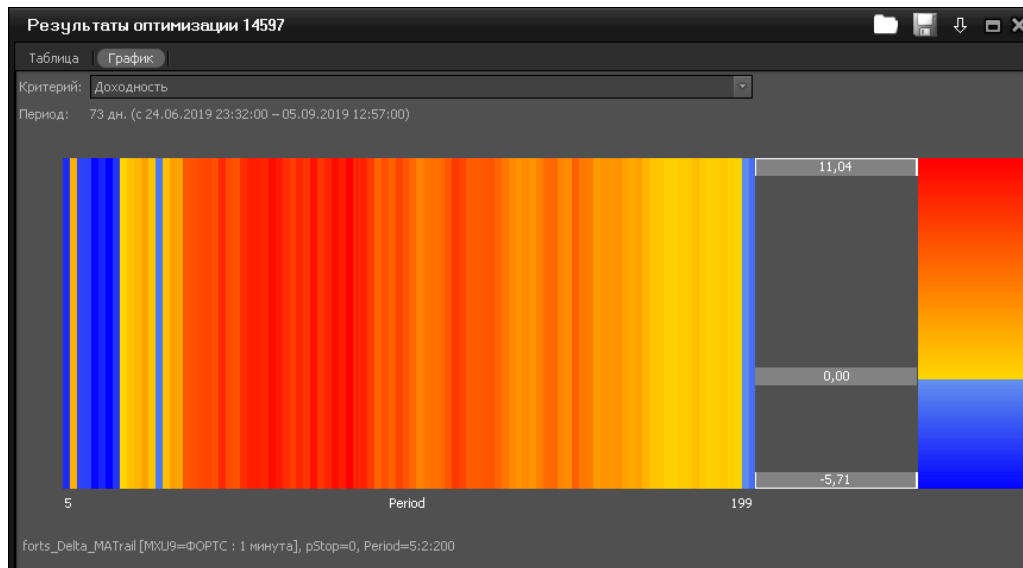 Результаты оптимизации 14597
Таблица График
Критерий: Доходность
Период: 73 дн. (с 24.06.2019 23:32:00 – 05.09.2019 12:57:00)
11,04
0,00
-5,71
5 Period 199
forts_Delta_MATrail [MXU9=ФОРТС : 1 минута], pStop=0, Period=5:2:200